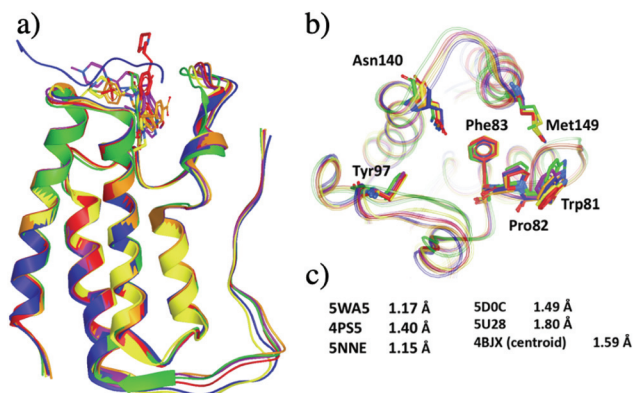 a)
b)
Asn140
Phe83
Met149
Tyr97
Trp81
Pro82
c)
5WA5 1.17 Å
4PS5 1.40 Å
5NNE 1.15 Å
5D0C 1.49 Å
5U28 1.80 Å
4BJX (centroid) 1.59 Å